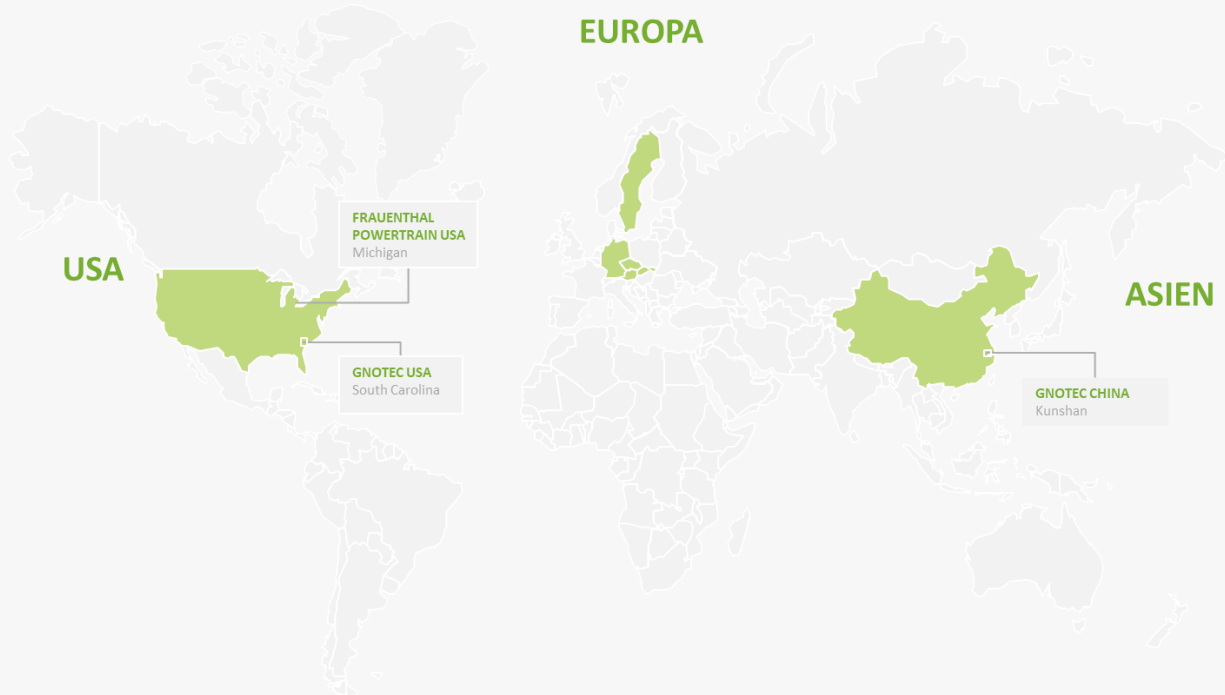 EUROPA
USA
FRAUENTHAL
POWERTRAIN USA
Michigan
GNOTEC USA
South Carolina
ASIEN
GNOTEC CHINA
Kunshan